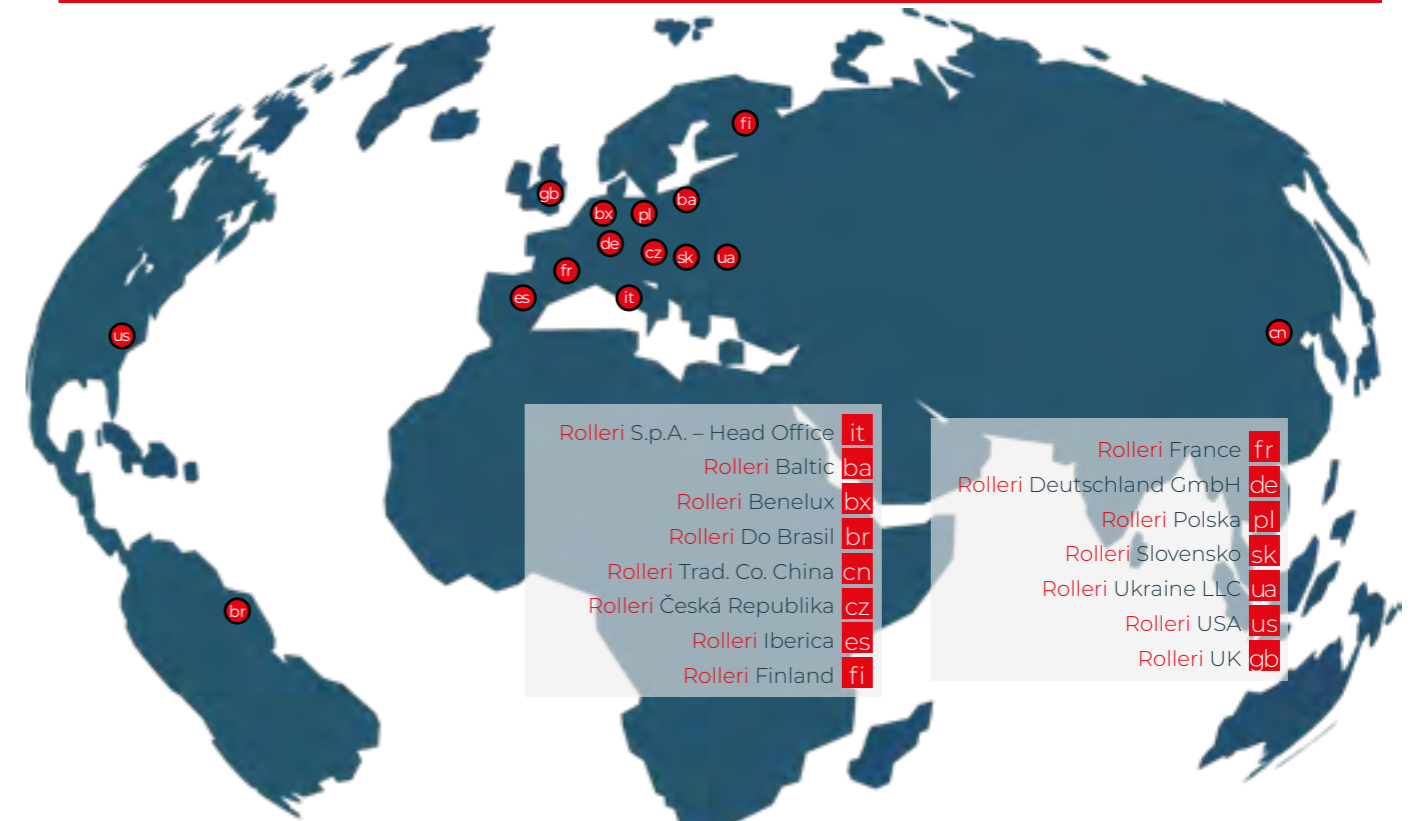 fi
gb
ba
bx
pl
de
cz
sk
ua
fr
es
it
us
cn
br
Rolleri S.p.A. – Head Office it
Rolleri Baltic ba
Rolleri Benelux bx
Rolleri Do Brasil br
Rolleri Trad. Co. China cn
Rolleri Česká Republika cz
Rolleri Iberica es
Rolleri Finland fi
Rolleri France fr
Rolleri Deutschland GmbH de
Rolleri Polska pl
Rolleri Slovensko sk
Rolleri Ukraine LLC ua
Rolleri USA us
Rolleri UK gb